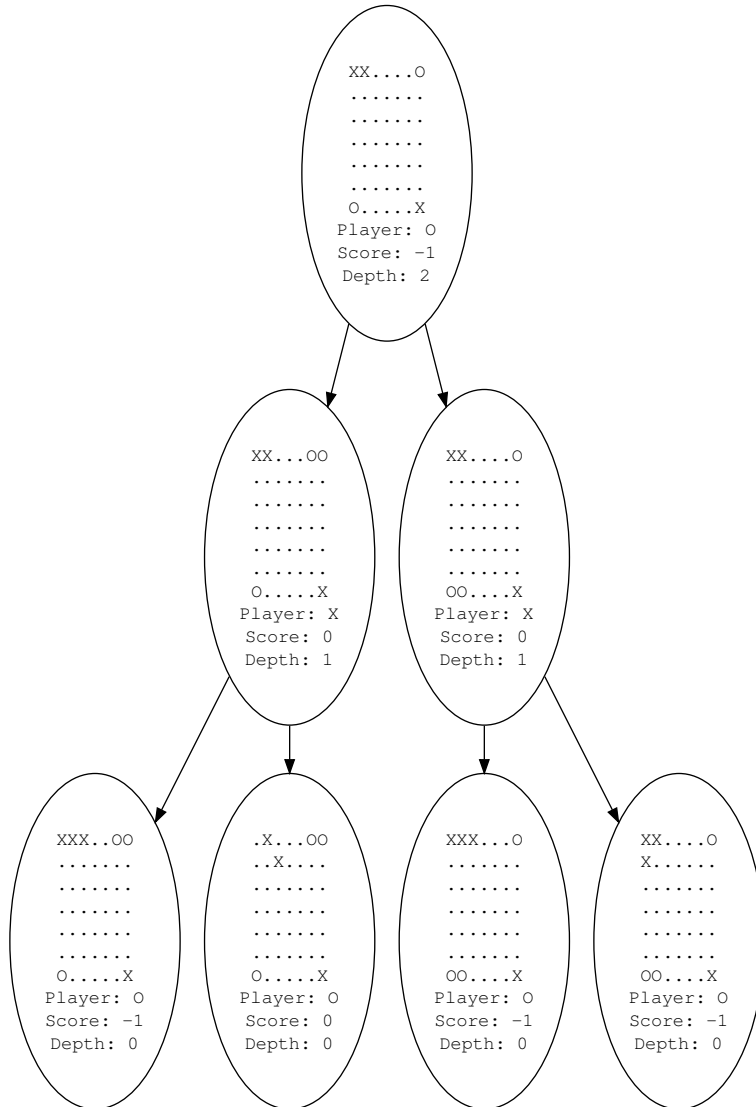 XX....O
.......
.......
.......
.......
.......
O.....X
Player: O
Score: −1
Depth: 2
XX...OO
.......
.......
.......
.......
.......
O.....X
Player: X
Score: 0
Depth: 1
XX....O
.......
.......
.......
.......
.......
OO....X
Player: X
Score: 0
Depth: 1
XXX..OO
.......
.......
.......
.......
.......
O.....X
Player: O
Score: −1
Depth: 0
.X...OO
..X....
.......
.......
.......
.......
O.....X
Player: O
Score: 0
Depth: 0
XXX...O
.......
.......
.......
.......
.......
OO....X
Player: O
Score: −1
Depth: 0
XX....O
X......
.......
.......
.......
.......
OO....X
Player: O
Score: −1
Depth: 0